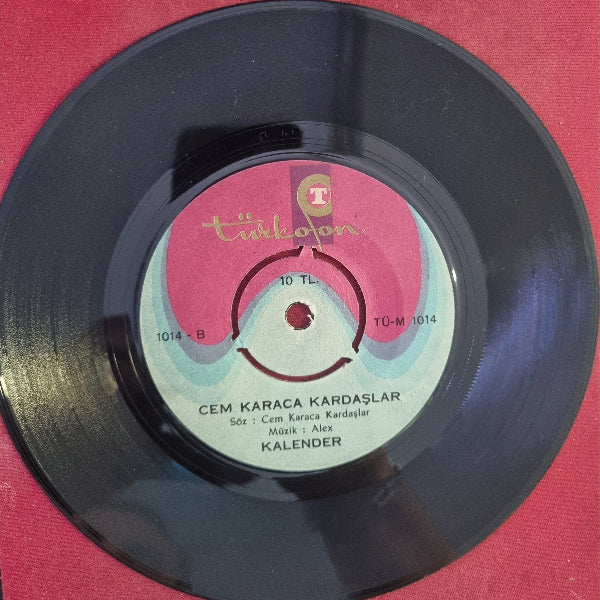 T
türkofon
10 TL.
1014 - B
TÜ-M 1014
CEM KARACA KARDAŞLAR
Söz : Cem Karaca Kardaşlar
Müzik : Alex
KALENDER